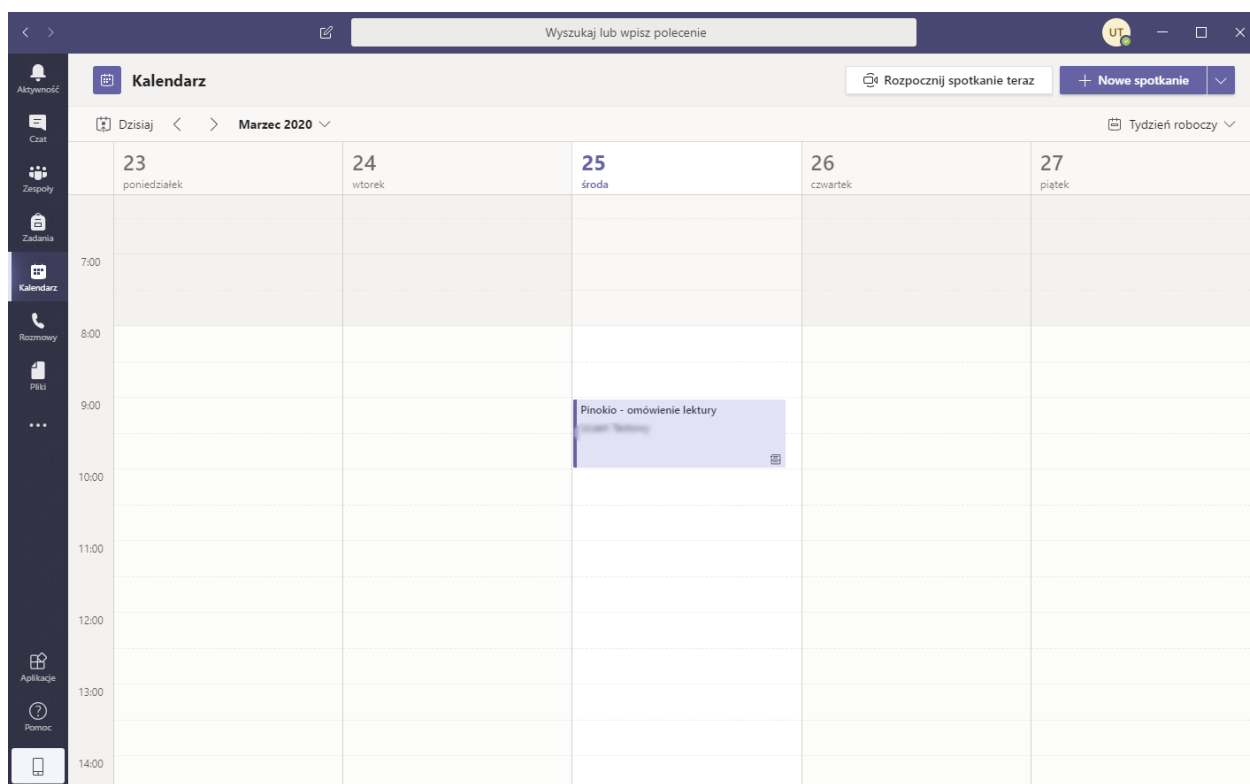 Wyszukaj lub wpisz polecenie
UT
Aktywność
Czat
Zespoły
Zadania
Kalendarz
Rozmowy
Pliki
Aplikacje
Pomoc
Kalendarz
Rozpocznij spotkanie teraz
+ Nowe spotkanie
Dzisiaj
Marzec 2020
Tydzień roboczy
23
poniedziałek
24
wtorek
25
środa
26
czwartek
27
piątek
7:00
8:00
9:00
Pinokio - omówienie lektury
10:00
11:00
12:00
13:00
14:00